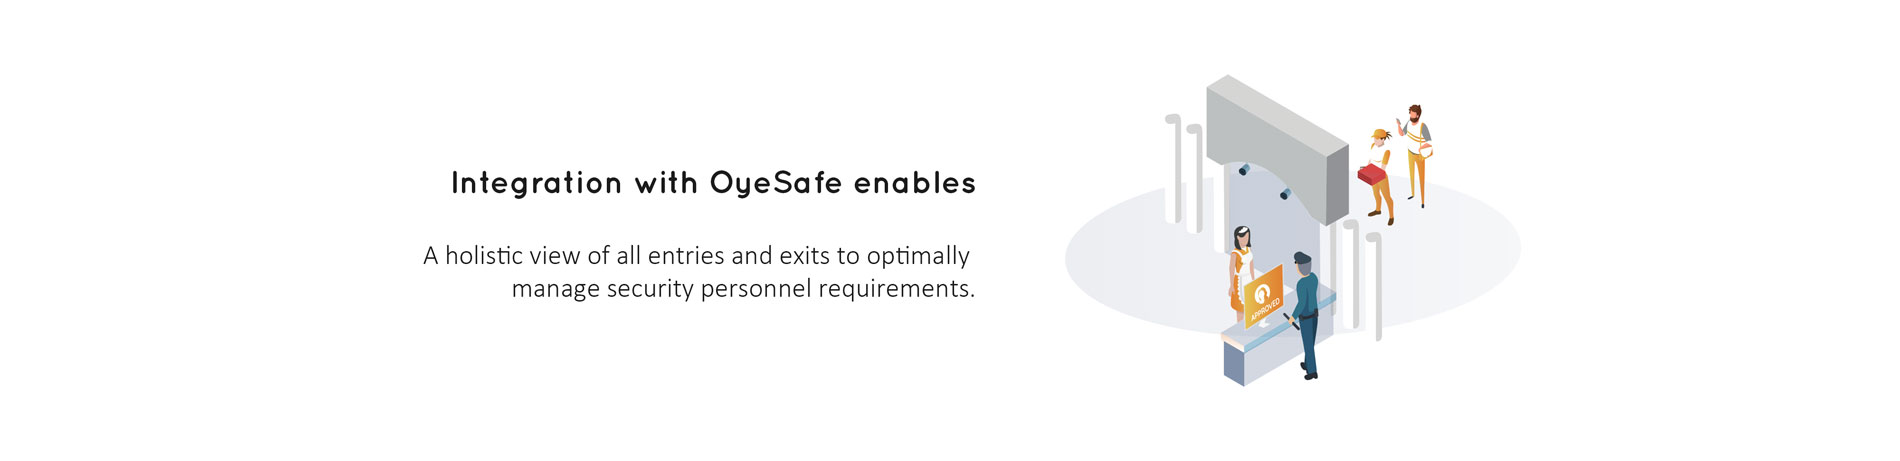 Integration with OyeSafe enables
A holistic view of all entries and exits to optimally
manage security personnel requirements.
APPROVED